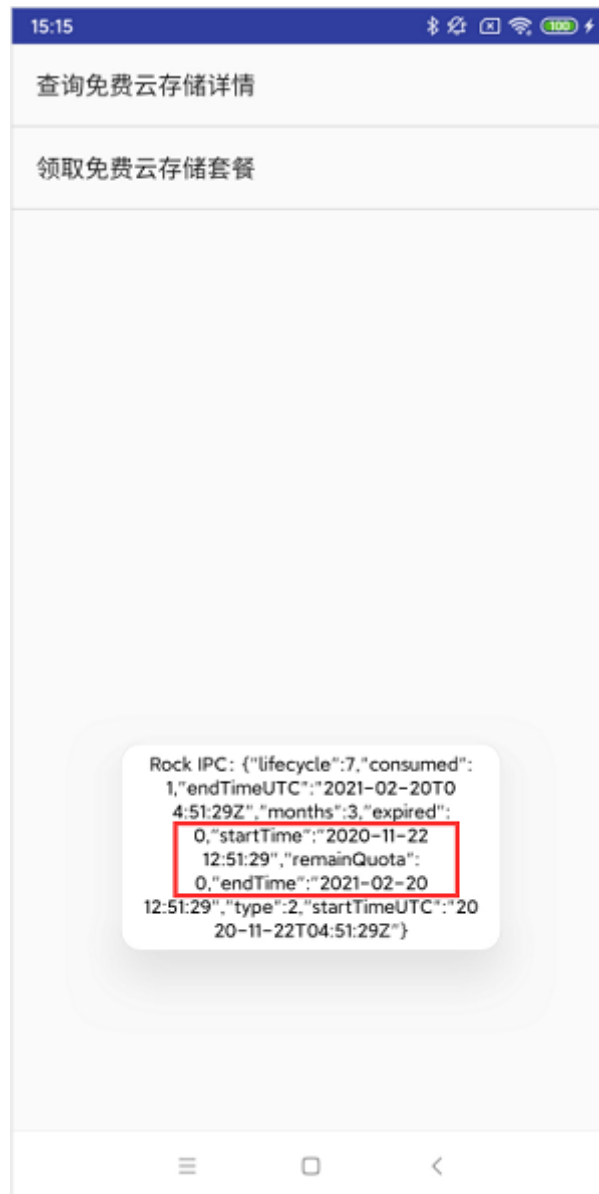 15:15
100
查询免费云存储详情
领取免费云存储套餐
Rock IPC: {"lifecycle":7,"consumed":
1,"endTimeUTC":"2021-02-20T0
4:51:29Z","months":3,"expired":
0,"startTime":"2020-11-22
12:51:29","remainQuota":
0,"endTime":"2021-02-20
12:51:29","type":2,"startTimeUTC":"20
20-11-22T04:51:29Z"}